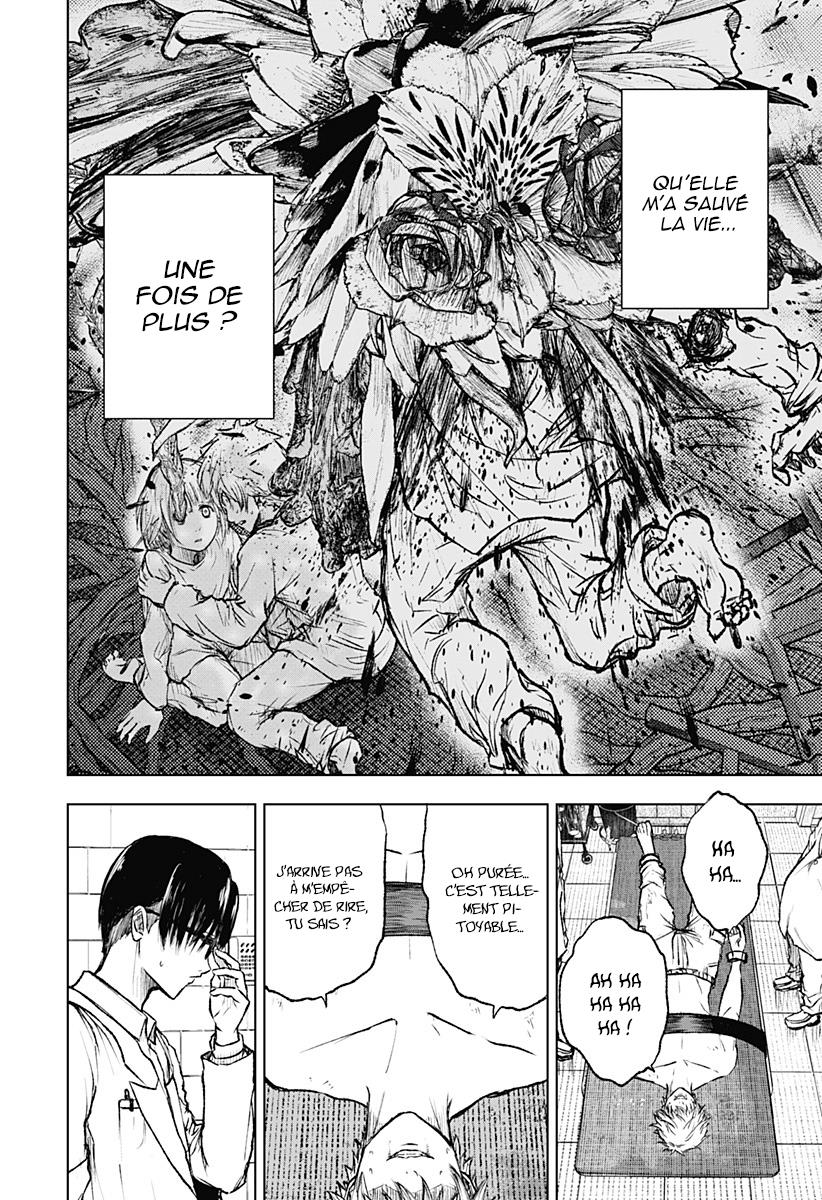 QU'ELLE
M'A SAUVÉ
LA VIE...
UNE
FOIS DE
PLUS ?
HA
HA...
AH HA
HA HA
HA !
OH PURÉE...
C'EST TELLE-
MENT PI-
TOYABLE...
J'ARRIVE PAS
À M'EMPÊ-
CHER DE RIRE,
TU SAIS ?